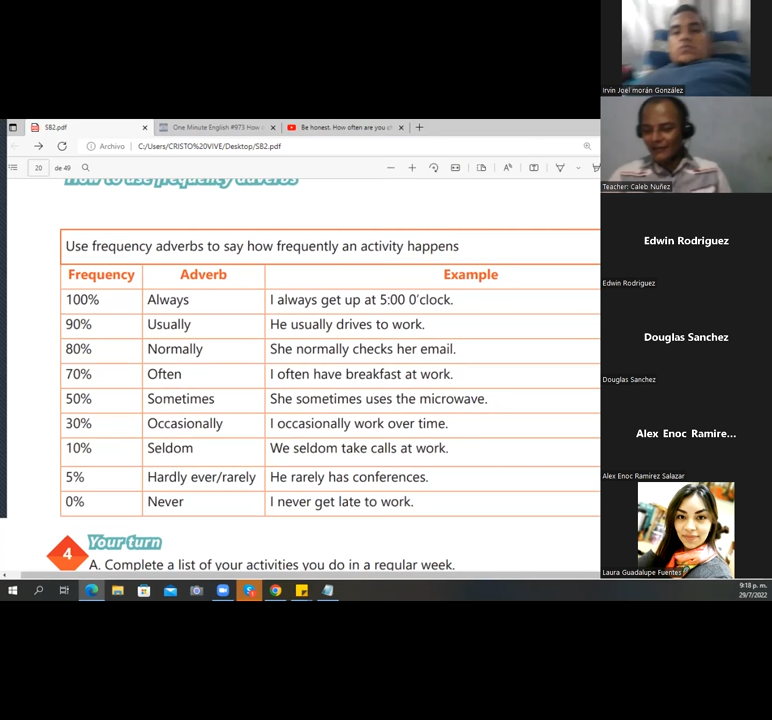 Irvin Joel morán González
SB2.pdf
One Minute English #973 How
Be honest. How often are you
Archivo
C:/Users/CRISTO%20VIVE/Desktop/SB2.pdf
Teacher: Caleb Nuñez
20
de 49
How to use frequency adverbs
Use frequency adverbs to say how frequently an activity happens
Frequency Adverb Example
100% Always I always get up at 5:00 0'clock.
90% Usually He usually drives to work.
80% Normally She normally checks her email.
70% Often I often have breakfast at work.
50% Sometimes She sometimes uses the microwave.
30% Occasionally I occasionally work over time.
10% Seldom We seldom take calls at work.
5% Hardly ever/rarely He rarely has conferences.
0% Never I never get late to work.
4 Your turn
A. Complete a list of your activities you do in a regular week.
Edwin Rodriguez
Edwin Rodriguez
Douglas Sanchez
Douglas Sanchez
Alex Enoc Ramire...
Alex Enoc Ramirez Salazar
Laura Guadalupe Fuentes
9:18 p. m.
29/7/2022